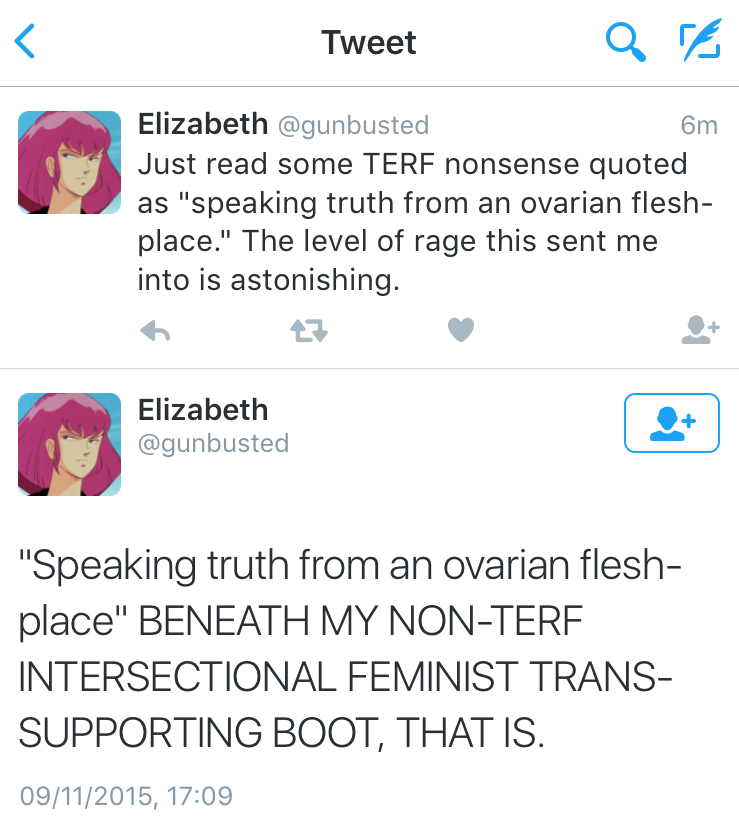 Tweet
Elizabeth @gunbusted 6m
Just read some TERF nonsense quoted
as "speaking truth from an ovarian flesh-
place." The level of rage this sent me
into is astonishing.
Elizabeth
@gunbusted
"Speaking truth from an ovarian flesh-
place" BENEATH MY NON-TERF
INTERSECTIONAL FEMINIST TRANS-
SUPPORTING BOOT, THAT IS.
09/11/2015, 17:09